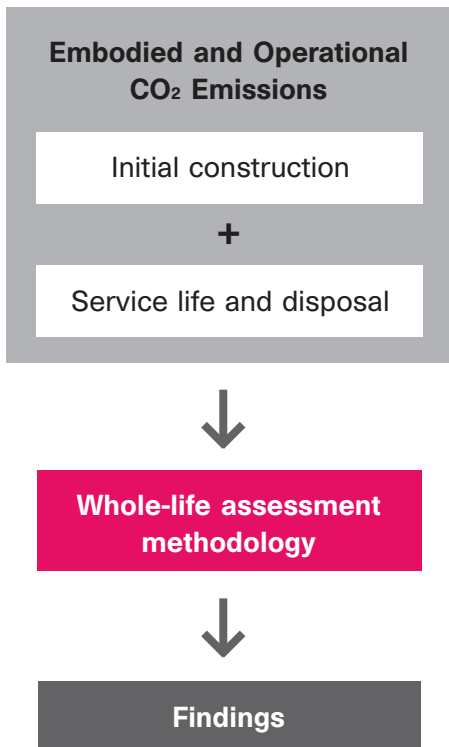 Embodied and Operational
CO₂ Emissions
Initial construction
+
Service life and disposal
Whole-life assessment
methodology
Findings